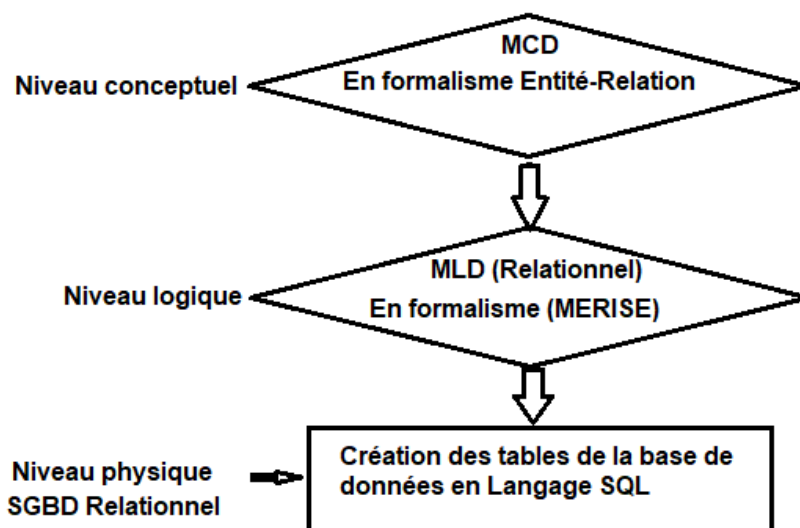 MCD
En formalisme Entité-Relation
Niveau conceptuel
MLD (Relationnel)
Niveau logique
En formalisme (MERISE)
Création des tables de la base de
données en Langage SQL
Niveau physique
SGBD Relationnel